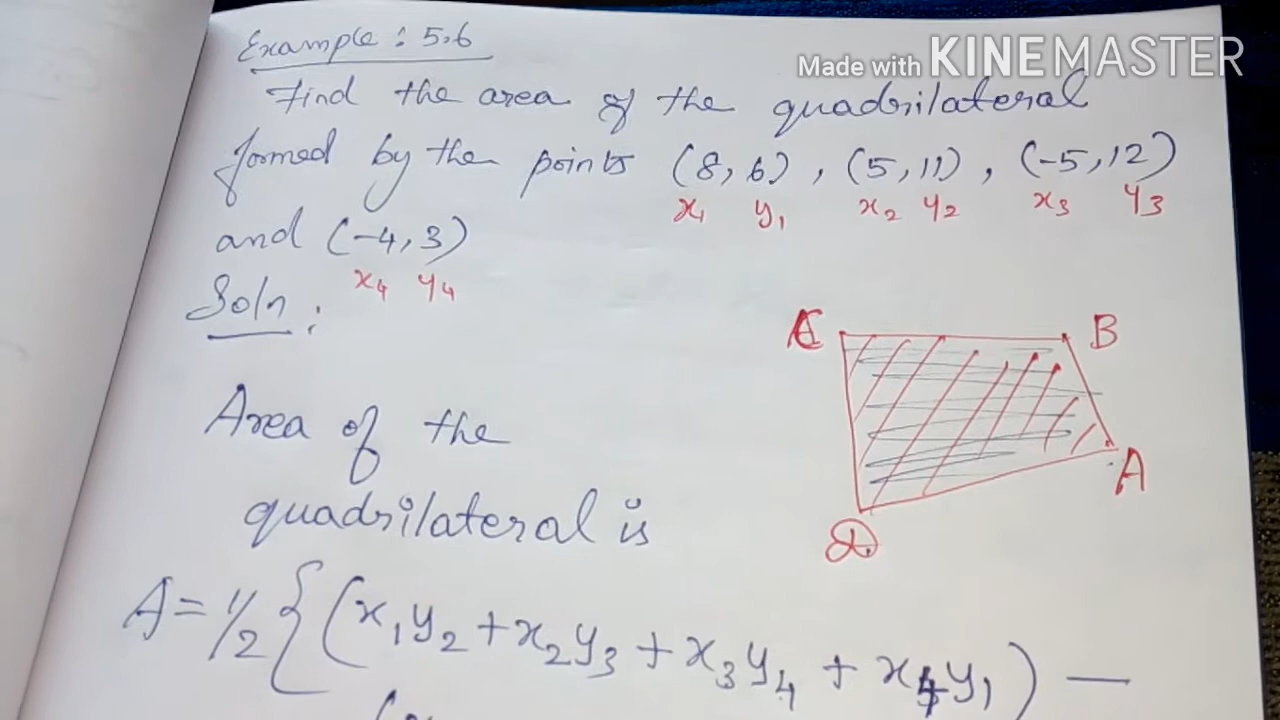 Example : 5.6
Made with KINEMASTER
Find the area of the quadrilateral
formed by the points (8, 6) , (5, 11) , (-5, 12)
x₁ y₁ x₂ y₂ x₃ y₃
and (-4, 3)
x₄ y₄
Soln :
C B
Area of the
A
quadrilateral is
D
A = 1/2 { (x₁y₂ + x₂y₃ + x₃y₄ + x₄y₁) —